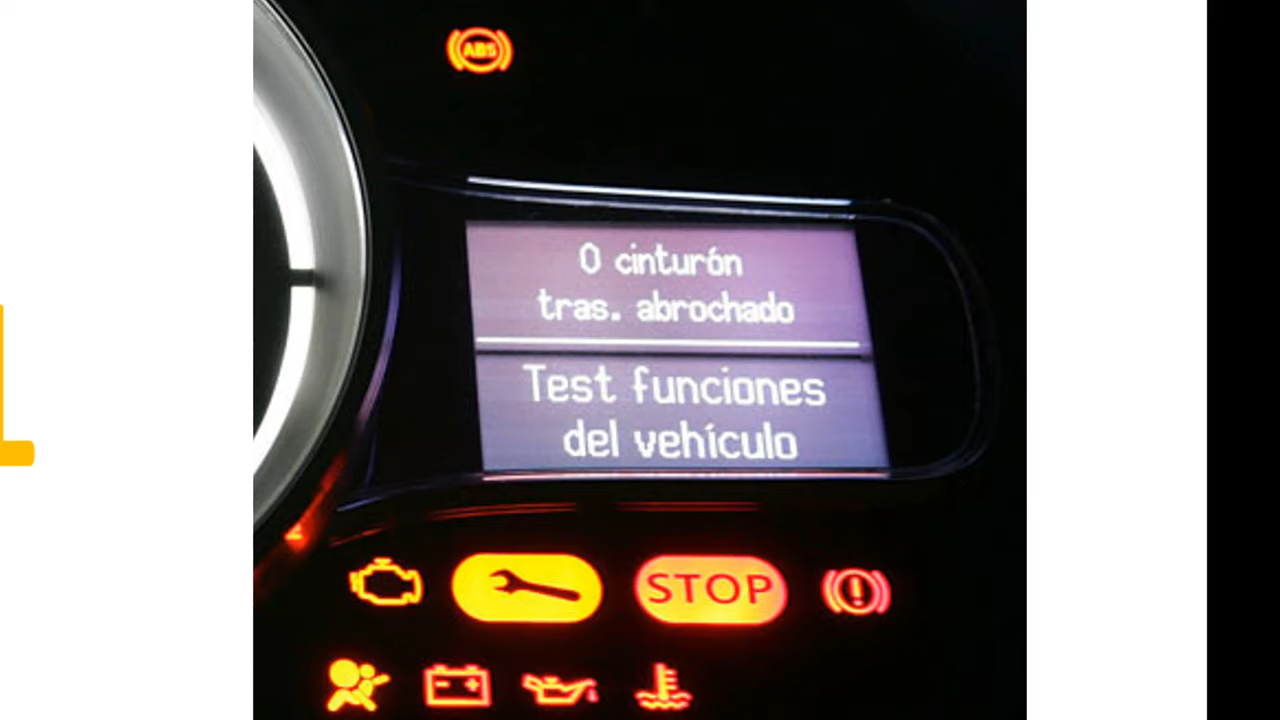 ABS
0 cinturón
tras. abrochado
Test funciones
del vehículo
STOP